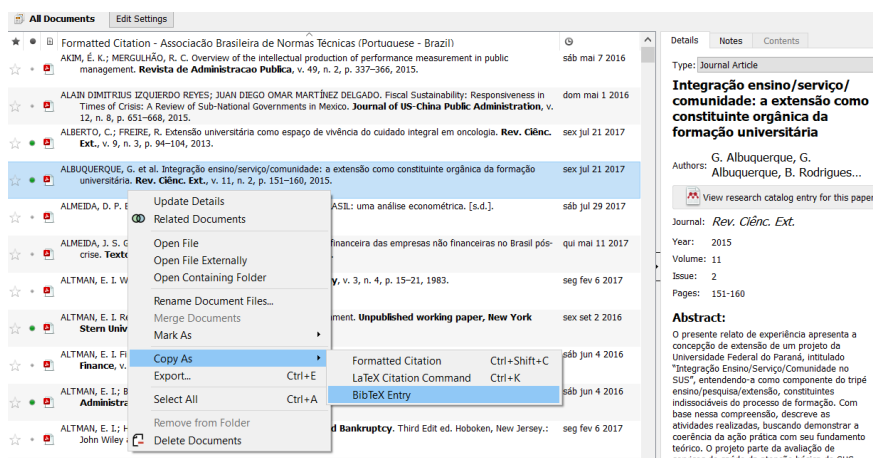 All Documents Edit Settings
Formatted Citation - Associação Brasileira de Normas Técnicas (Portuguese - Brazil)
AKIM, É. K.; MERGULHÃO, R. C. Overview of the intellectual production of performance measurement in public sáb mai 7 2016
management. Revista de Administracao Publica, v. 49, n. 2, p. 337–366, 2015.
ALAIN DIMITRIUS IZQUIERDO REYES; JUAN DIEGO OMAR MARTÍNEZ DELGADO. Fiscal Sustainability: Responsiveness in dom mai 1 2016
Times of Crisis: A Review of Sub-National Governments in Mexico. Journal of US-China Public Administration, v.
12, n. 8, p. 651–668, 2015.
ALBERTO, C.; FREIRE, R. Extensão universitária como espaço de vivência do cuidado integral em oncologia. Rev. Ciênc. sex jul 21 2017
Ext., v. 9, n. 3, p. 94–104, 2013.
ALBUQUERQUE, G. et al. Integração ensino/serviço/comunidade: a extensão como constituinte orgânica da formação sex jul 21 2017
universitária. Rev. Ciênc. Ext., v. 11, n. 2, p. 151–160, 2015.
ALMEIDA, D. P. ASIL: uma análise econométrica. [s.d.]. sáb jul 29 2017
ALMEIDA, J. S. financeira das empresas não financeiras no Brasil pós- qui mai 11 2017
crise.
ALTMAN, E. I. y, v. 3, n. 4, p. 15–21, 1983. seg fev 6 2017
ALTMAN, E. I. ment. Unpublished working paper, New York sex set 2 2016
Stern
ALTMAN, E. I. sáb jun 4 2016
Finance, v.
ALTMAN, E. I.; sáb jun 4 2016
ALTMAN, E. I.; d Bankruptcy. Third Edit ed. Hoboken, New Jersey.: seg fev 6 2017
John Wiley
Update Details
Related Documents
Open File
Open File Externally
Open Containing Folder
Rename Document Files...
Merge Documents
Mark As
Copy As
Export... Ctrl+E
Select All Ctrl+A
Remove from Folder
Delete Documents
Formatted Citation Ctrl+Shift+C
LaTeX Citation Command Ctrl+K
BibTeX Entry
Details Notes Contents
Type: Journal Article
Integração ensino/serviço/
comunidade: a extensão como
constituinte orgânica da
formação universitária
Authors: G. Albuquerque, G.
Albuquerque, B. Rodrigues...
View research catalog entry for this paper
Journal: Rev. Ciênc. Ext.
Year: 2015
Volume: 11
Issue: 2
Pages: 151-160
Abstract:
O presente relato de experiência apresenta a
concepção de extensão de um projeto da
Universidade Federal do Paraná, intitulado
"Integração Ensino/Serviço/Comunidade no
SUS", entendendo-a como componente do tripé
ensino/pesquisa/extensão, constituintes
indissociáveis do processo de formação. Com
base nessa compreensão, descreve as
atividades realizadas, buscando demonstrar a
coerência da ação prática com seu fundamento
teórico. O projeto parte da avaliação de